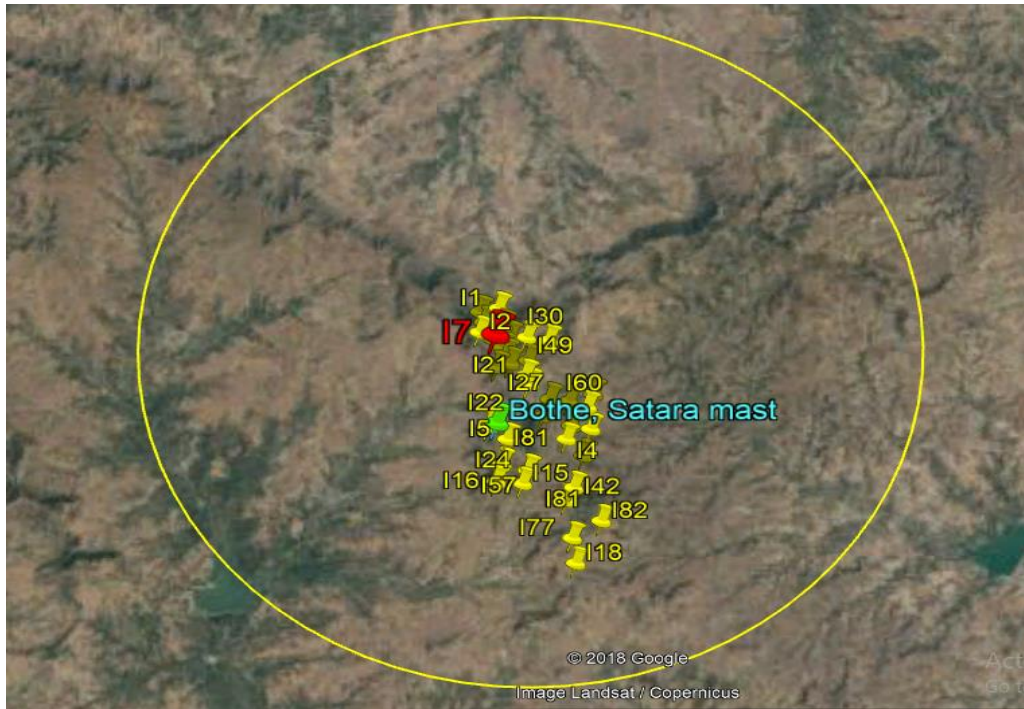 I1
I2
I30
I7
I49
I21
I27
I60
I22
Bothe, Satara mast
I5
I81
I4
I24
I15
I16
I57
I42
I81
I82
I77
I18
© 2018 Google
Image Landsat / Copernicus